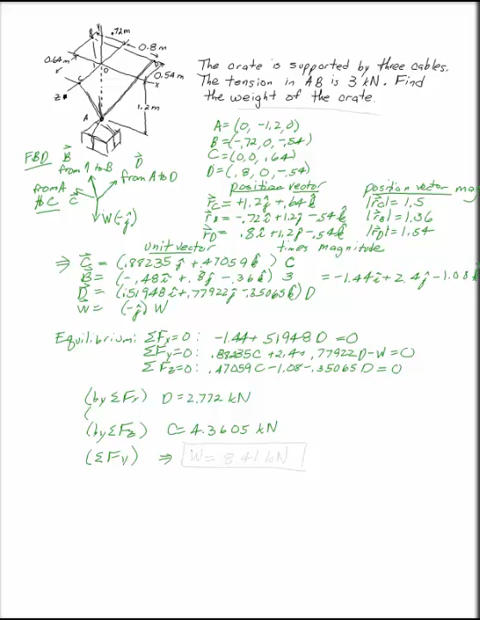 .72m
0.8m
0.64m
0.54m
1.2m
A
The crate is supported by three cables.
The tension in AB is 3 kN. Find
the weight of the crate.
A = (0, -1.2, 0)
B = (-.72, 0, -.54)
C = (0, 0, .64)
D = (.8, 0, -.54)
FBD
B
from A to B
D
from A to D
from A to C
C
W(-ĵ)
position vector
position vector mag
r̄C = +1.2ĵ + .64k̂
|r̄C| = 1.5
r̄B = -.72î + 1.2ĵ - .54k̂
|r̄B| = 1.36
r̄D = .8î + 1.2ĵ - .54k̂
|r̄D| = 1.54
unit vector times magnitude
⇒ C = (.88235ĵ + .47059k̂) C
B = (-.48î + .8ĵ - .36k̂) 3 = -1.44î + 2.4ĵ - 1.08k̂
D = (.51948î + .77922ĵ - .35065k̂) D
W = (-ĵ) W
Equilibrium: ΣFx=0: -1.44 + .51948D = 0
ΣFy=0: .88235C + 2.4 + .77922D - W = 0
ΣFz=0: .47059C - 1.08 - .35065D = 0
(by ΣFx) D = 2.772 kN
(by ΣFz) C = 4.3605 kN
(ΣFy) ⇒ W = 8.41 kN